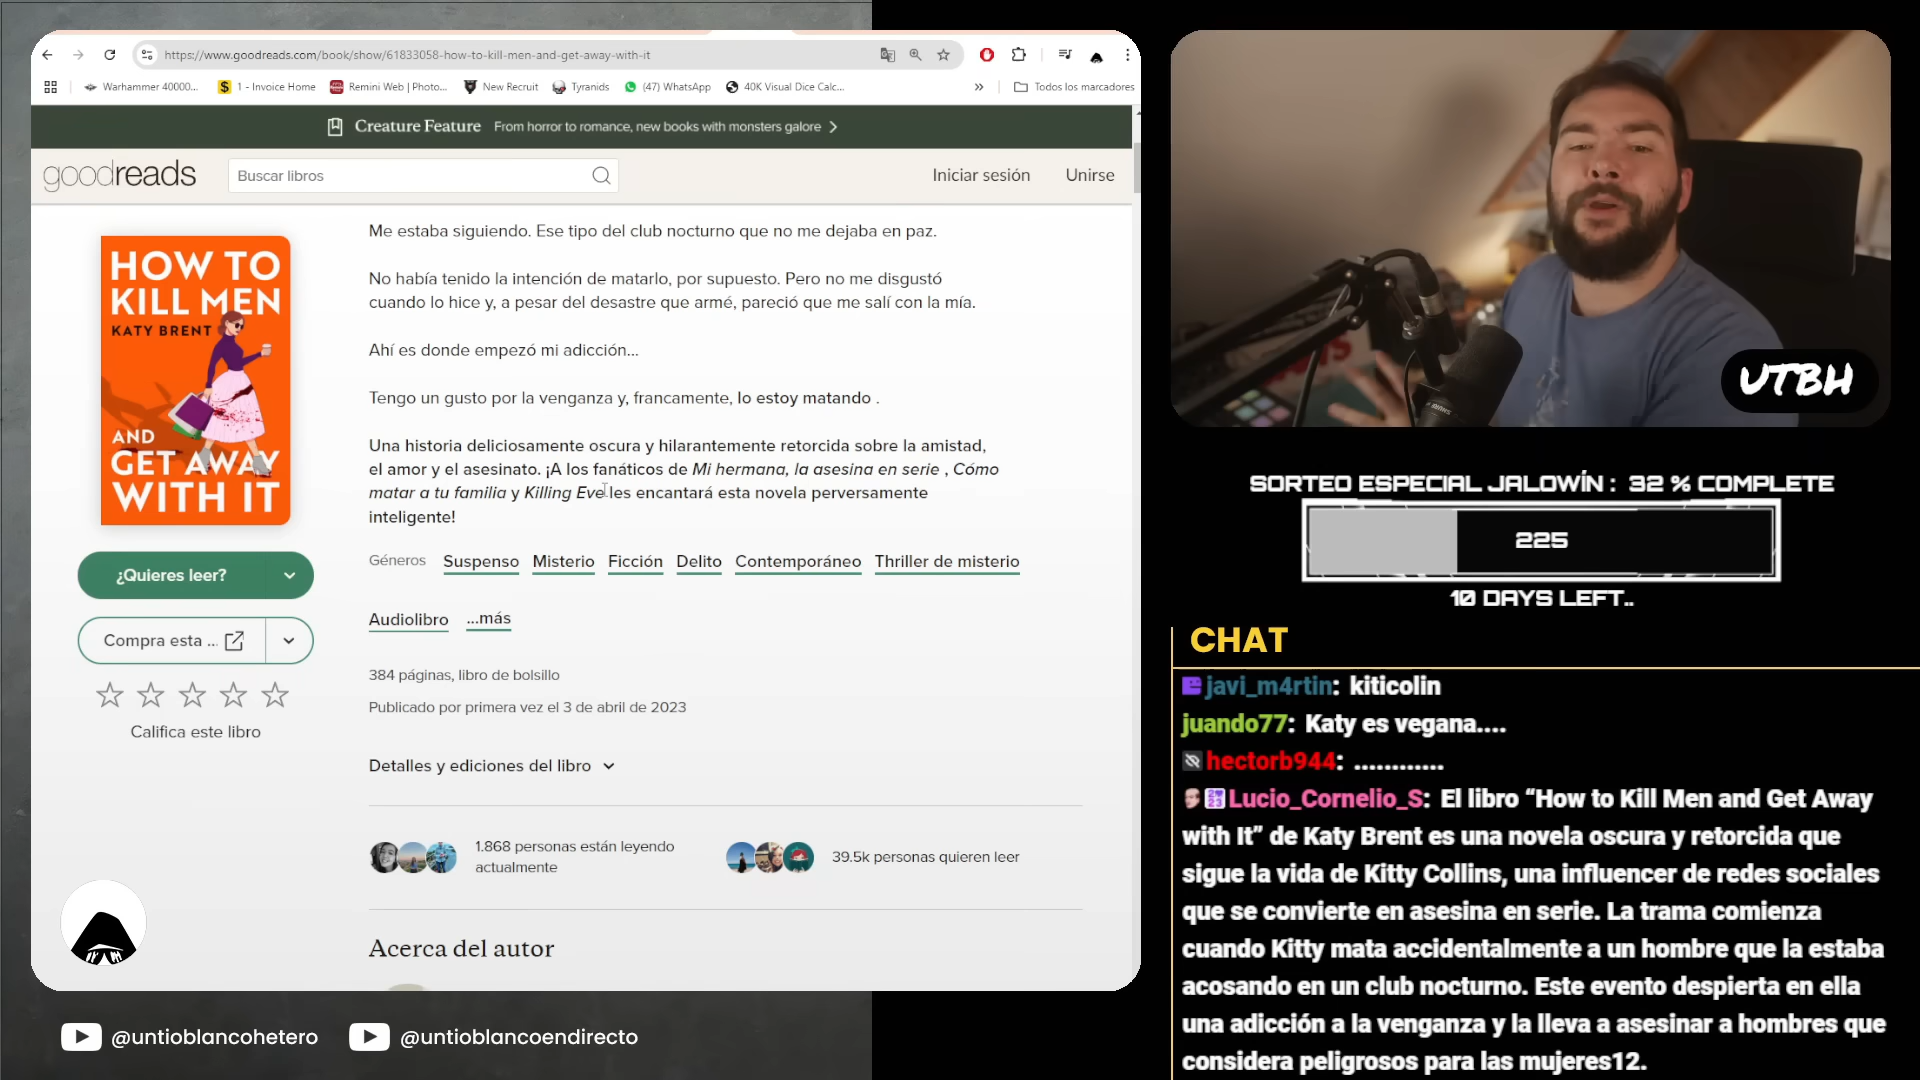 https://www.goodreads.com/book/show/61833058-how-to-kill-men-and-get-away-with-it
Warhammer 40000...
$ 1 - Invoice Home
Remini Web | Photo...
New Recruit
Tyranids
(47) WhatsApp
40K Visual Dice Calc...
»
Todos los marcadores
Creature Feature From horror to romance, new books with monsters galore
goodreads
Buscar libros
Iniciar sesión
Unirse
HOW TO
KILL MEN
KATY BRENT
AND
GET AWAY
WITH IT
¿Quieres leer?
Compra esta ...
Califica este libro
Me estaba siguiendo. Ese tipo del club nocturno que no me dejaba en paz.
No había tenido la intención de matarlo, por supuesto. Pero no me disgustó
cuando lo hice y, a pesar del desastre que armé, pareció que me salí con la mía.
Ahí es donde empezó mi adicción...
Tengo un gusto por la venganza y, francamente, lo estoy matando .
Una historia deliciosamente oscura y hilarantemente retorcida sobre la amistad,
el amor y el asesinato. ¡A los fanáticos de Mi hermana, la asesina en serie , Cómo
matar a tu familia y Killing Eve les encantará esta novela perversamente
inteligente!
Géneros Suspenso Misterio Ficción Delito Contemporáneo Thriller de misterio
Audiolibro ...más
384 páginas, libro de bolsillo
Publicado por primera vez el 3 de abril de 2023
Detalles y ediciones del libro
1.868 personas están leyendo
actualmente
39.5k personas quieren leer
Acerca del autor
@untioblancohetero
@untioblancoendirecto
UTBH
SORTEO ESPECIAL JALOWÍN : 32 % COMPLETE
225
10 DAYS LEFT..
CHAT
javi_m4rtin: kiticolin
juando77: Katy es vegana....
hectorb944: ............
Lucio_Cornelio_S: El libro “How to Kill Men and Get Away
with It” de Katy Brent es una novela oscura y retorcida que
sigue la vida de Kitty Collins, una influencer de redes sociales
que se convierte en asesina en serie. La trama comienza
cuando Kitty mata accidentalmente a un hombre que la estaba
acosando en un club nocturno. Este evento despierta en ella
una adicción a la venganza y la lleva a asesinar a hombres que
considera peligrosos para las mujeres12.